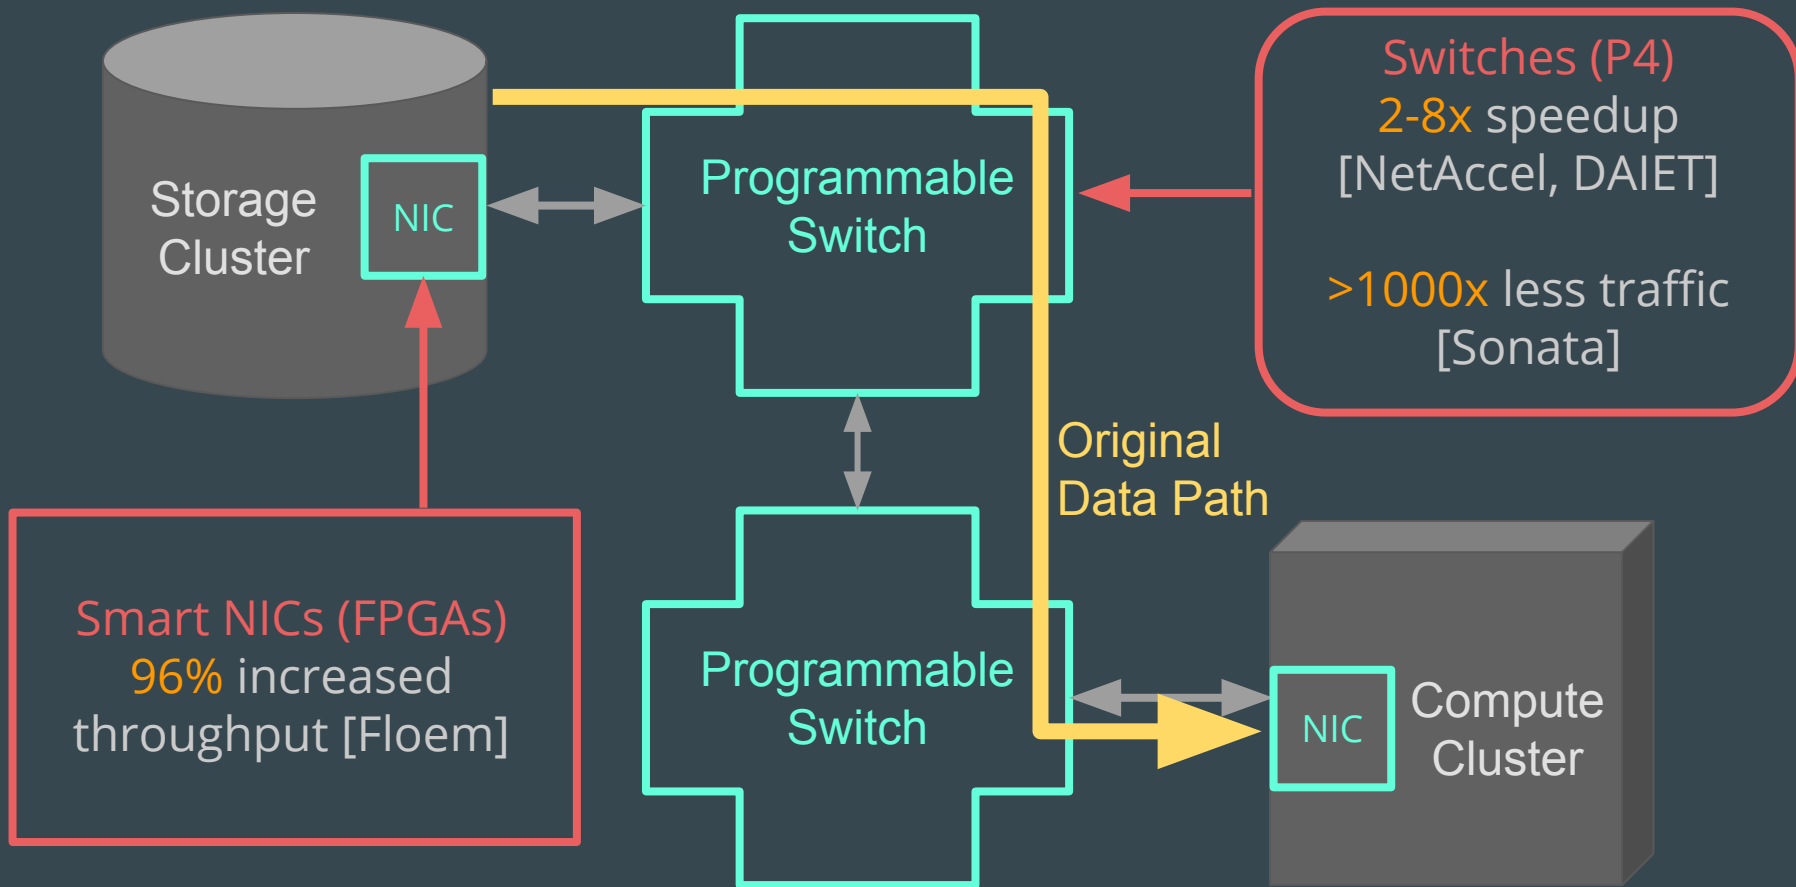 Storage
Cluster
NIC
Programmable
Switch
Switches (P4)
2-8x speedup
[NetAccel, DAIET]
>1000x less traffic
[Sonata]
Original
Data Path
Smart NICs (FPGAs)
96% increased
throughput [Floem]
Programmable
Switch
NIC
Compute
Cluster